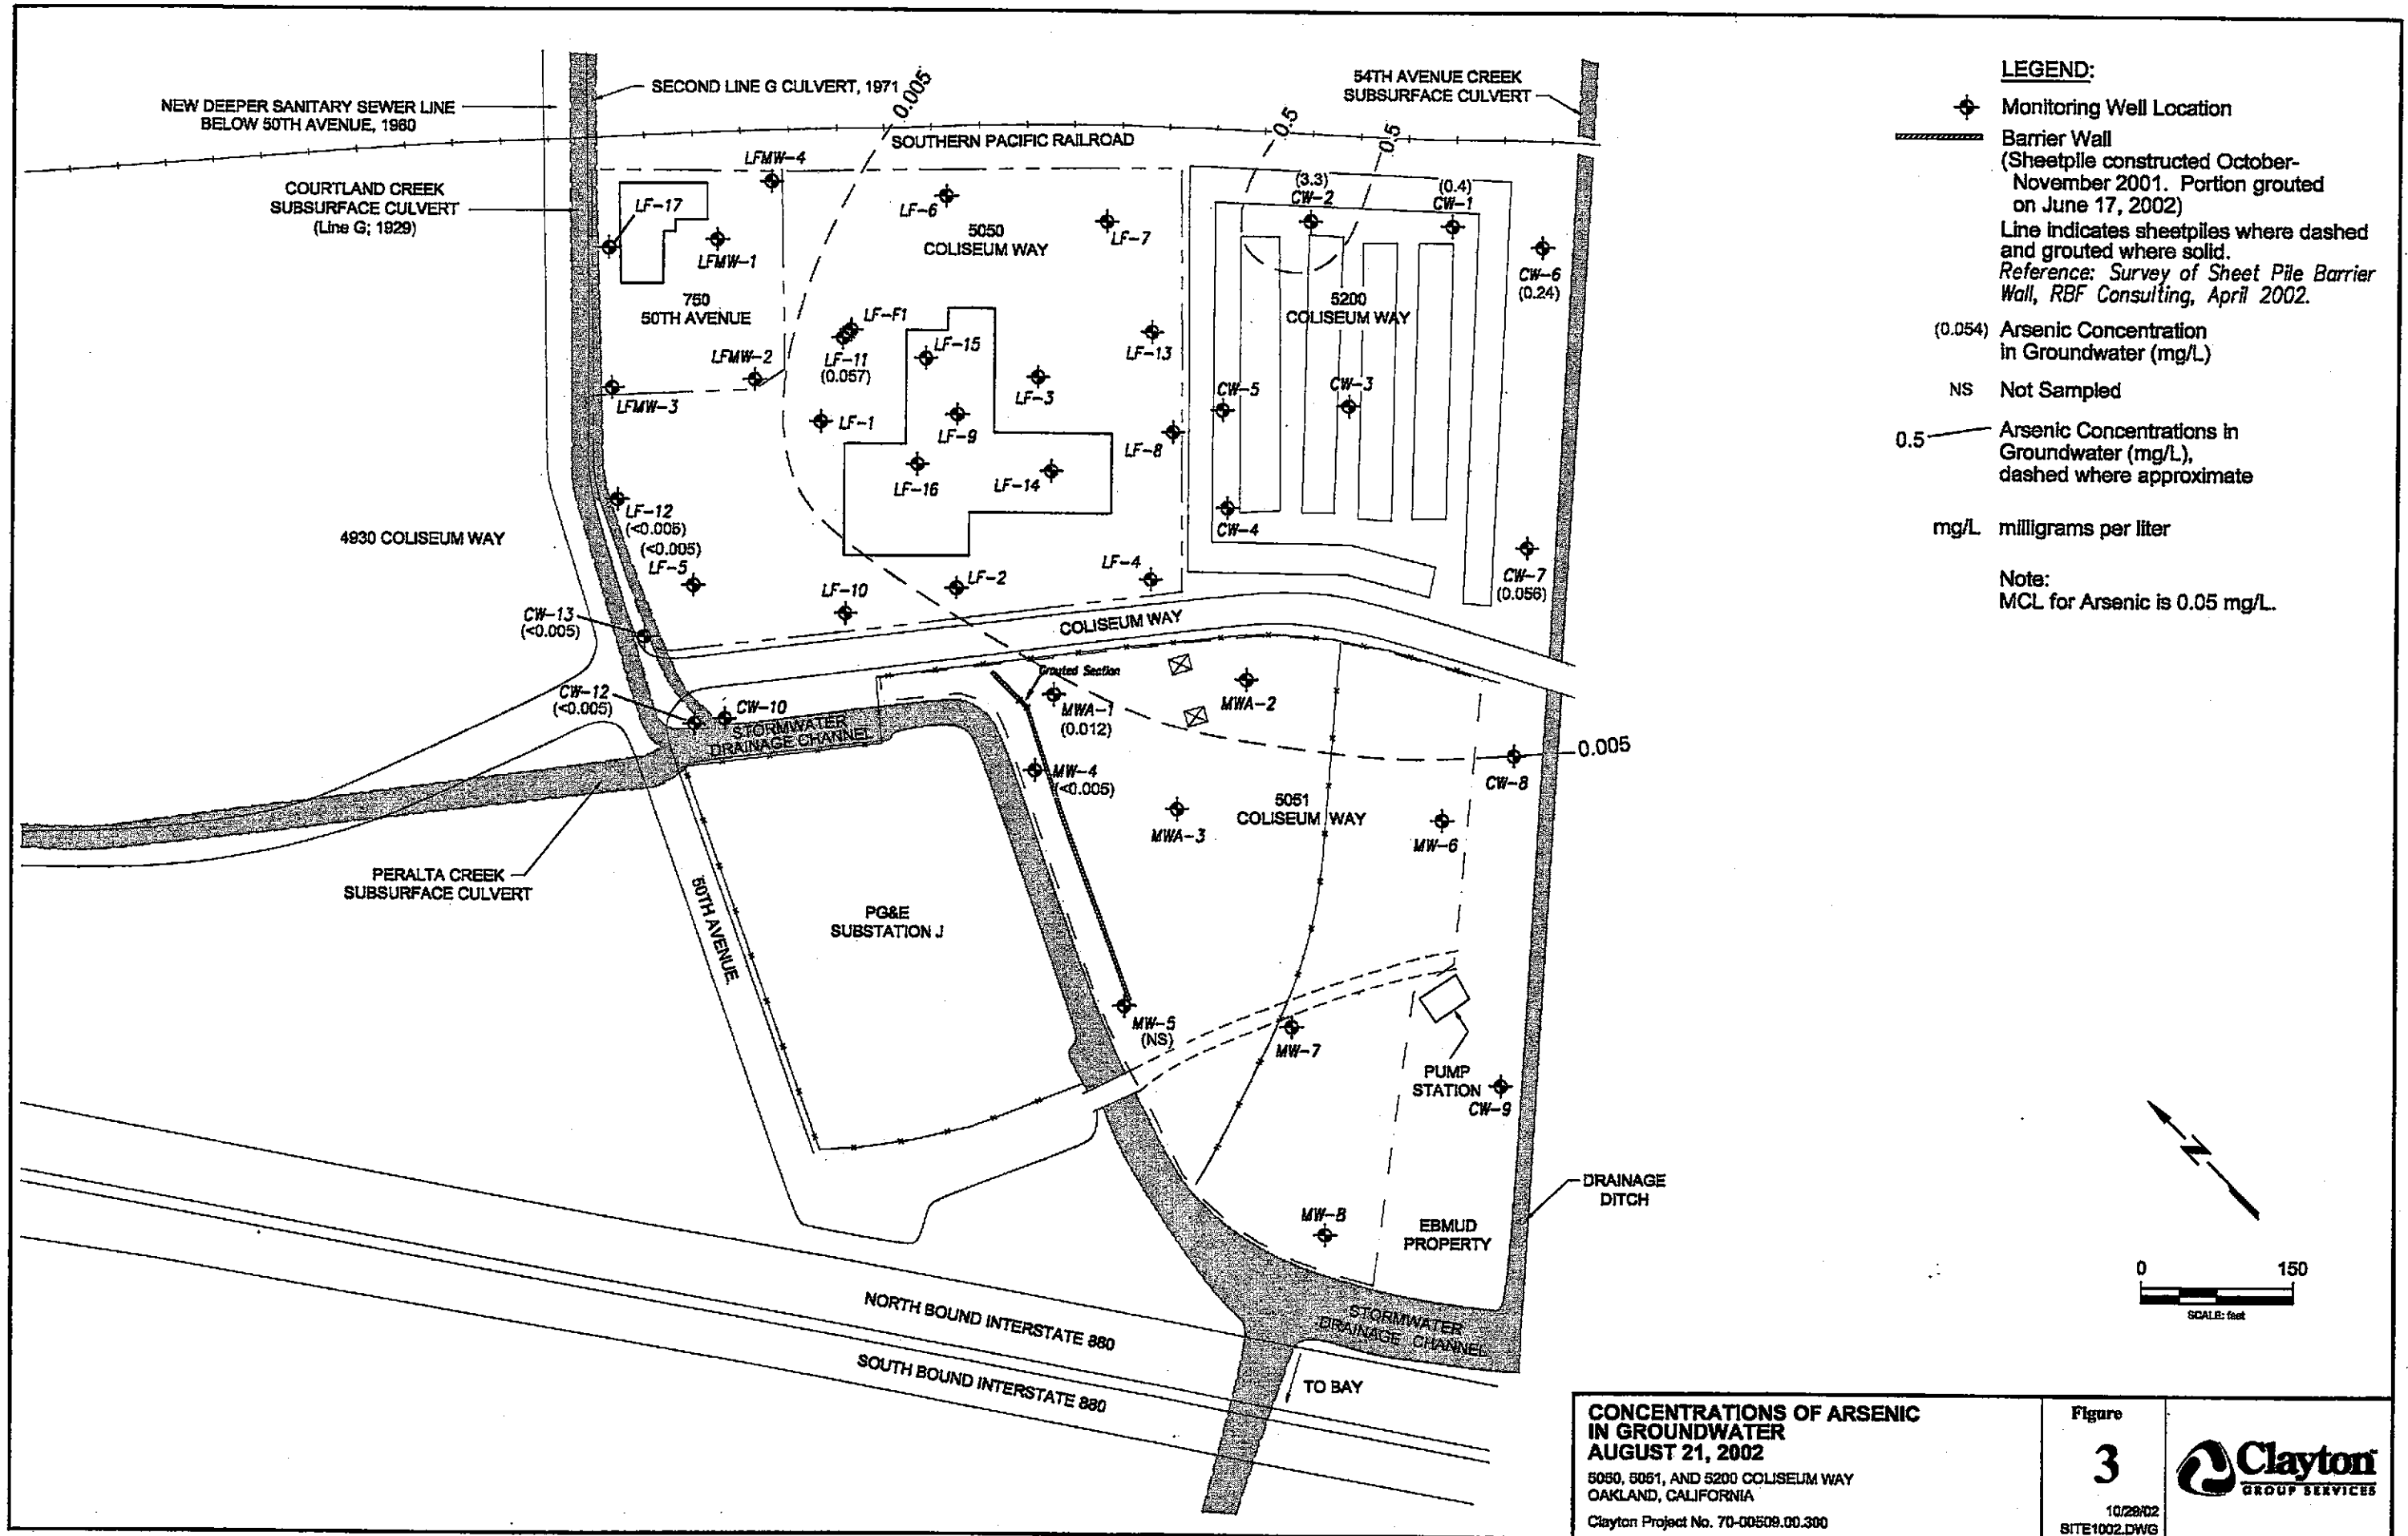 NEW DEEPER SANITARY SEWER LINE
BELOW 50TH AVENUE, 1960
SECOND LINE G CULVERT, 1971
0.005
54TH AVENUE CREEK
SUBSURFACE CULVERT
SOUTHERN PACIFIC RAILROAD
0.5
0.5
COURTLAND CREEK
SUBSURFACE CULVERT
(Line G; 1929)
LFMW-4
LF-17
LFMW-1
LF-6
5050
COLISEUM WAY
LF-7
(3.3)
CW-2
(0.4)
CW-1
CW-6
(0.24)
750
50TH AVENUE
LF-F1
LF-11
(0.057)
LF-15
LF-13
5200
COLISEUM WAY
LFMW-2
LFMW-3
LF-1
LF-3
LF-9
LF-8
CW-5
CW-3
LF-16
LF-14
CW-4
4930 COLISEUM WAY
LF-12
(<0.005)
(<0.005)
LF-5
LF-10
LF-2
LF-4
CW-7
(0.056)
CW-13
(<0.005)
COLISEUM WAY
Grouted Section
CW-12
(<0.005)
CW-10
STORMWATER
DRAINAGE CHANNEL
MWA-1
(0.012)
MWA-2
0.005
CW-8
MW-4
(<0.005)
MWA-3
5051
COLISEUM WAY
MW-6
PERALTA CREEK
SUBSURFACE CULVERT
50TH AVENUE
PG&E
SUBSTATION J
MW-5
(NS)
MW-7
PUMP
STATION
CW-9
DRAINAGE
DITCH
MW-8
EBMUD
PROPERTY
STORMWATER
DRAINAGE CHANNEL
NORTH BOUND INTERSTATE 880
SOUTH BOUND INTERSTATE 880
TO BAY
LEGEND:
Monitoring Well Location
Barrier Wall
(Sheetpile constructed October-
November 2001. Portion grouted
on June 17, 2002)
Line indicates sheetpiles where dashed
and grouted where solid.
Reference: Survey of Sheet Pile Barrier
Wall, RBF Consulting, April 2002.
(0.054) Arsenic Concentration
in Groundwater (mg/L)
NS Not Sampled
0.5 Arsenic Concentrations in
Groundwater (mg/L),
dashed where approximate
mg/L milligrams per liter
Note:
MCL for Arsenic is 0.05 mg/L.
N
0 150
SCALE: feet
CONCENTRATIONS OF ARSENIC
IN GROUNDWATER
AUGUST 21, 2002
5050, 5051, AND 5200 COLISEUM WAY
OAKLAND, CALIFORNIA
Clayton Project No. 70-00509.00.300
Figure
3
10/29/02
SITE1002.DWG
Clayton
GROUP SERVICES